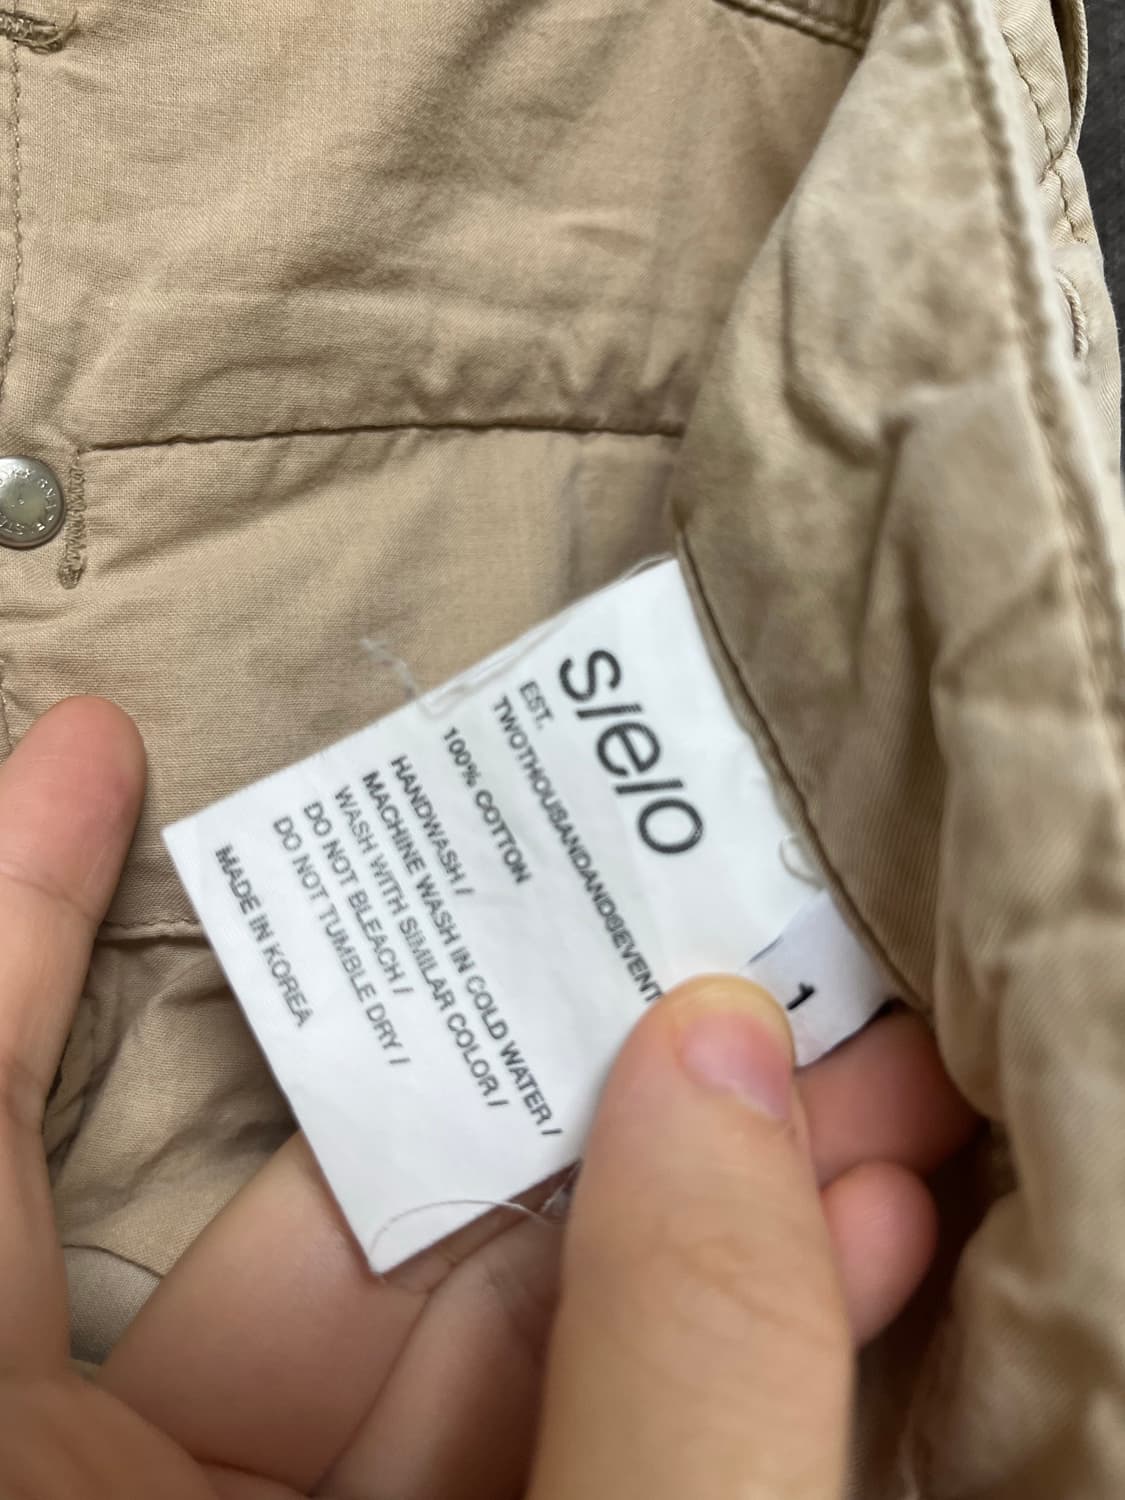 s/e/o
EST.
TWOTHOUSANDANDSEVENT
100% COTTON
HANDWASH /
MACHINE WASH IN COLD WATER /
WASH WITH SIMILAR COLOR /
DO NOT BLEACH /
DO NOT TUMBLE DRY /
MADE IN KOREA
1